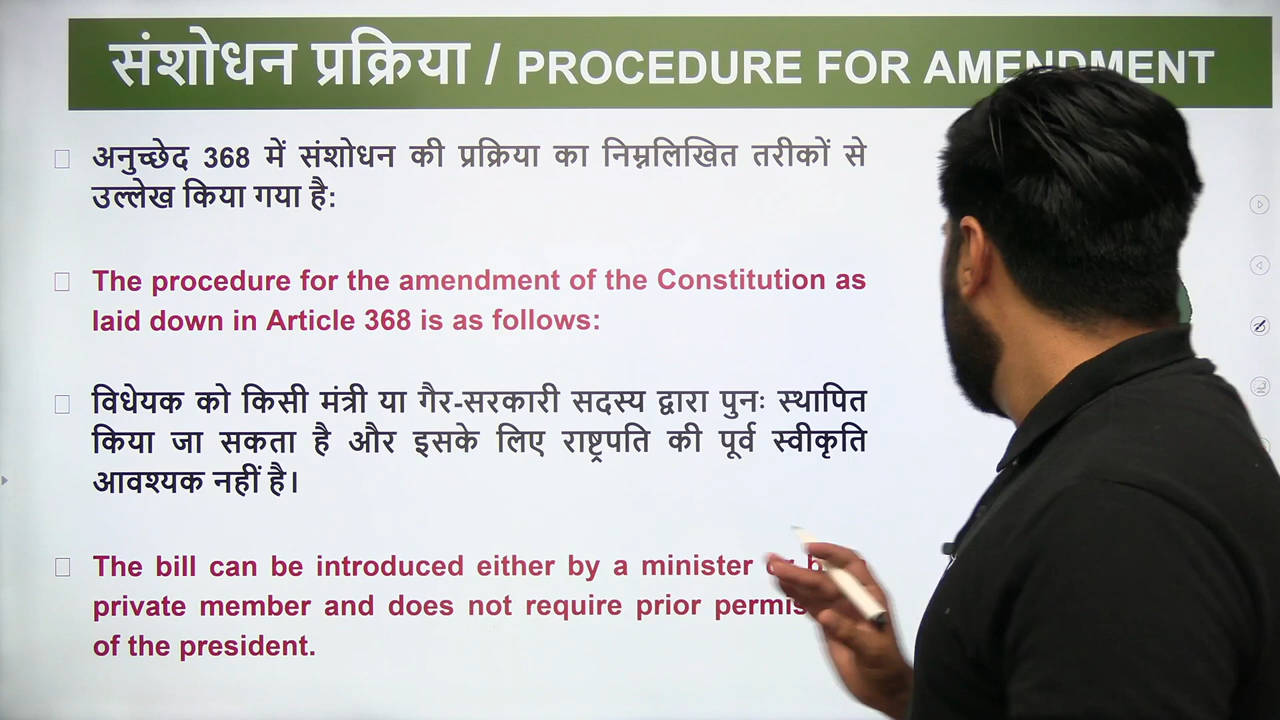 संशोधन प्रक्रिया / PROCEDURE FOR AMENDMENT
अनुच्छेद 368 में संशोधन की प्रक्रिया का निम्नलिखित तरीकों से
उल्लेख किया गया है:
The procedure for the amendment of the Constitution as
laid down in Article 368 is as follows:
विधेयक को किसी मंत्री या गैर-सरकारी सदस्य द्वारा पुनः स्थापित
किया जा सकता है और इसके लिए राष्ट्रपति की पूर्व स्वीकृति
आवश्यक नहीं है।
The bill can be introduced either by a minister
private member and does not require prior
of the president.